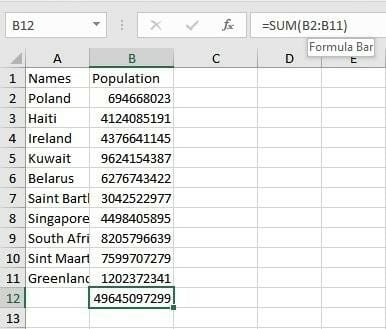 B12 fx =SUM(B2:B11)
Formula Bar
A B C D E
1 Names Population
2 Poland 694668023
3 Haiti 4124085191
4 Ireland 4376641145
5 Kuwait 9624154387
6 Belarus 6276743422
7 Saint Bartl 3042522977
8 Singapore 4498405895
9 South Afri 8205796639
10 Sint Maart 7599707279
11 Greenland 1202372341
12 49645097299
13